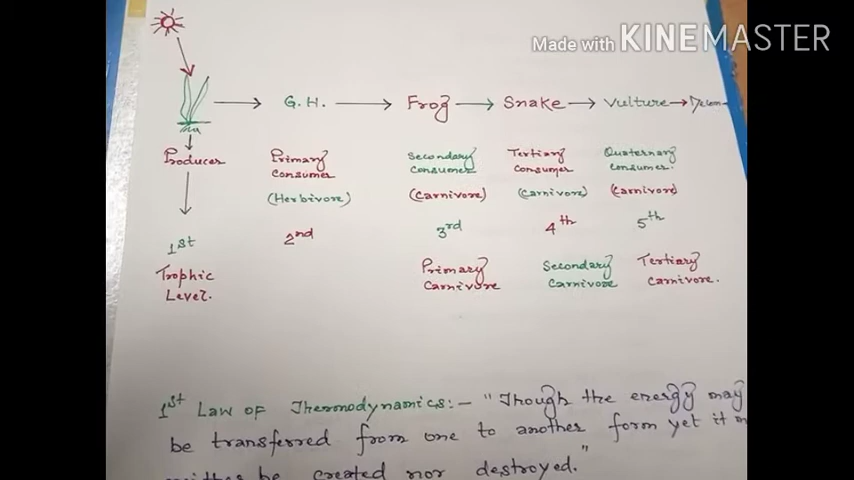 Made with KINEMASTER
G.H. Frog Snake Vulture Decom
Producer Primary Consumer Secondary Consumer Tertiary Consumer Quaternary Consumer.
(Herbivore) (Carnivore) (Carnivore) (Carnivore)
1st 2nd 3rd 4th 5th
Trophic Level. Primary Carnivore Secondary Carnivore Tertiary Carnivore.
1st Law of Thermodynamics:- "Though the energy may
be transferred from one to another form yet it
be created nor destroyed."